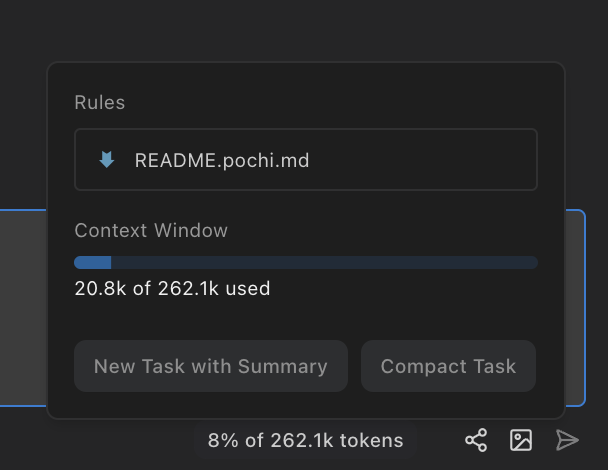 Rules
README.pochi.md
Context Window
20.8k of 262.1k used
New Task with Summary
Compact Task
8% of 262.1k tokens